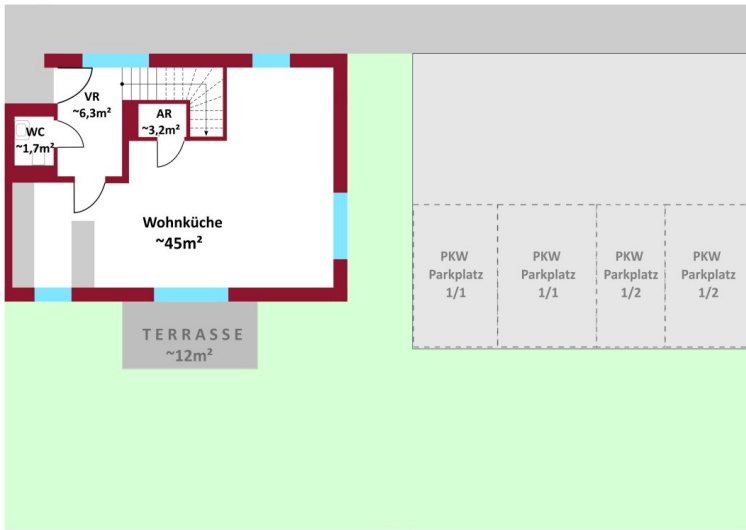 VR
~6,3m²
AR
~3,2m²
WC
~1,7m²
Wohnküche
~45m²
TERRASSE
~12m²
PKW
Parkplatz
1/1
PKW
Parkplatz
1/1
PKW
Parkplatz
1/2
PKW
Parkplatz
1/2